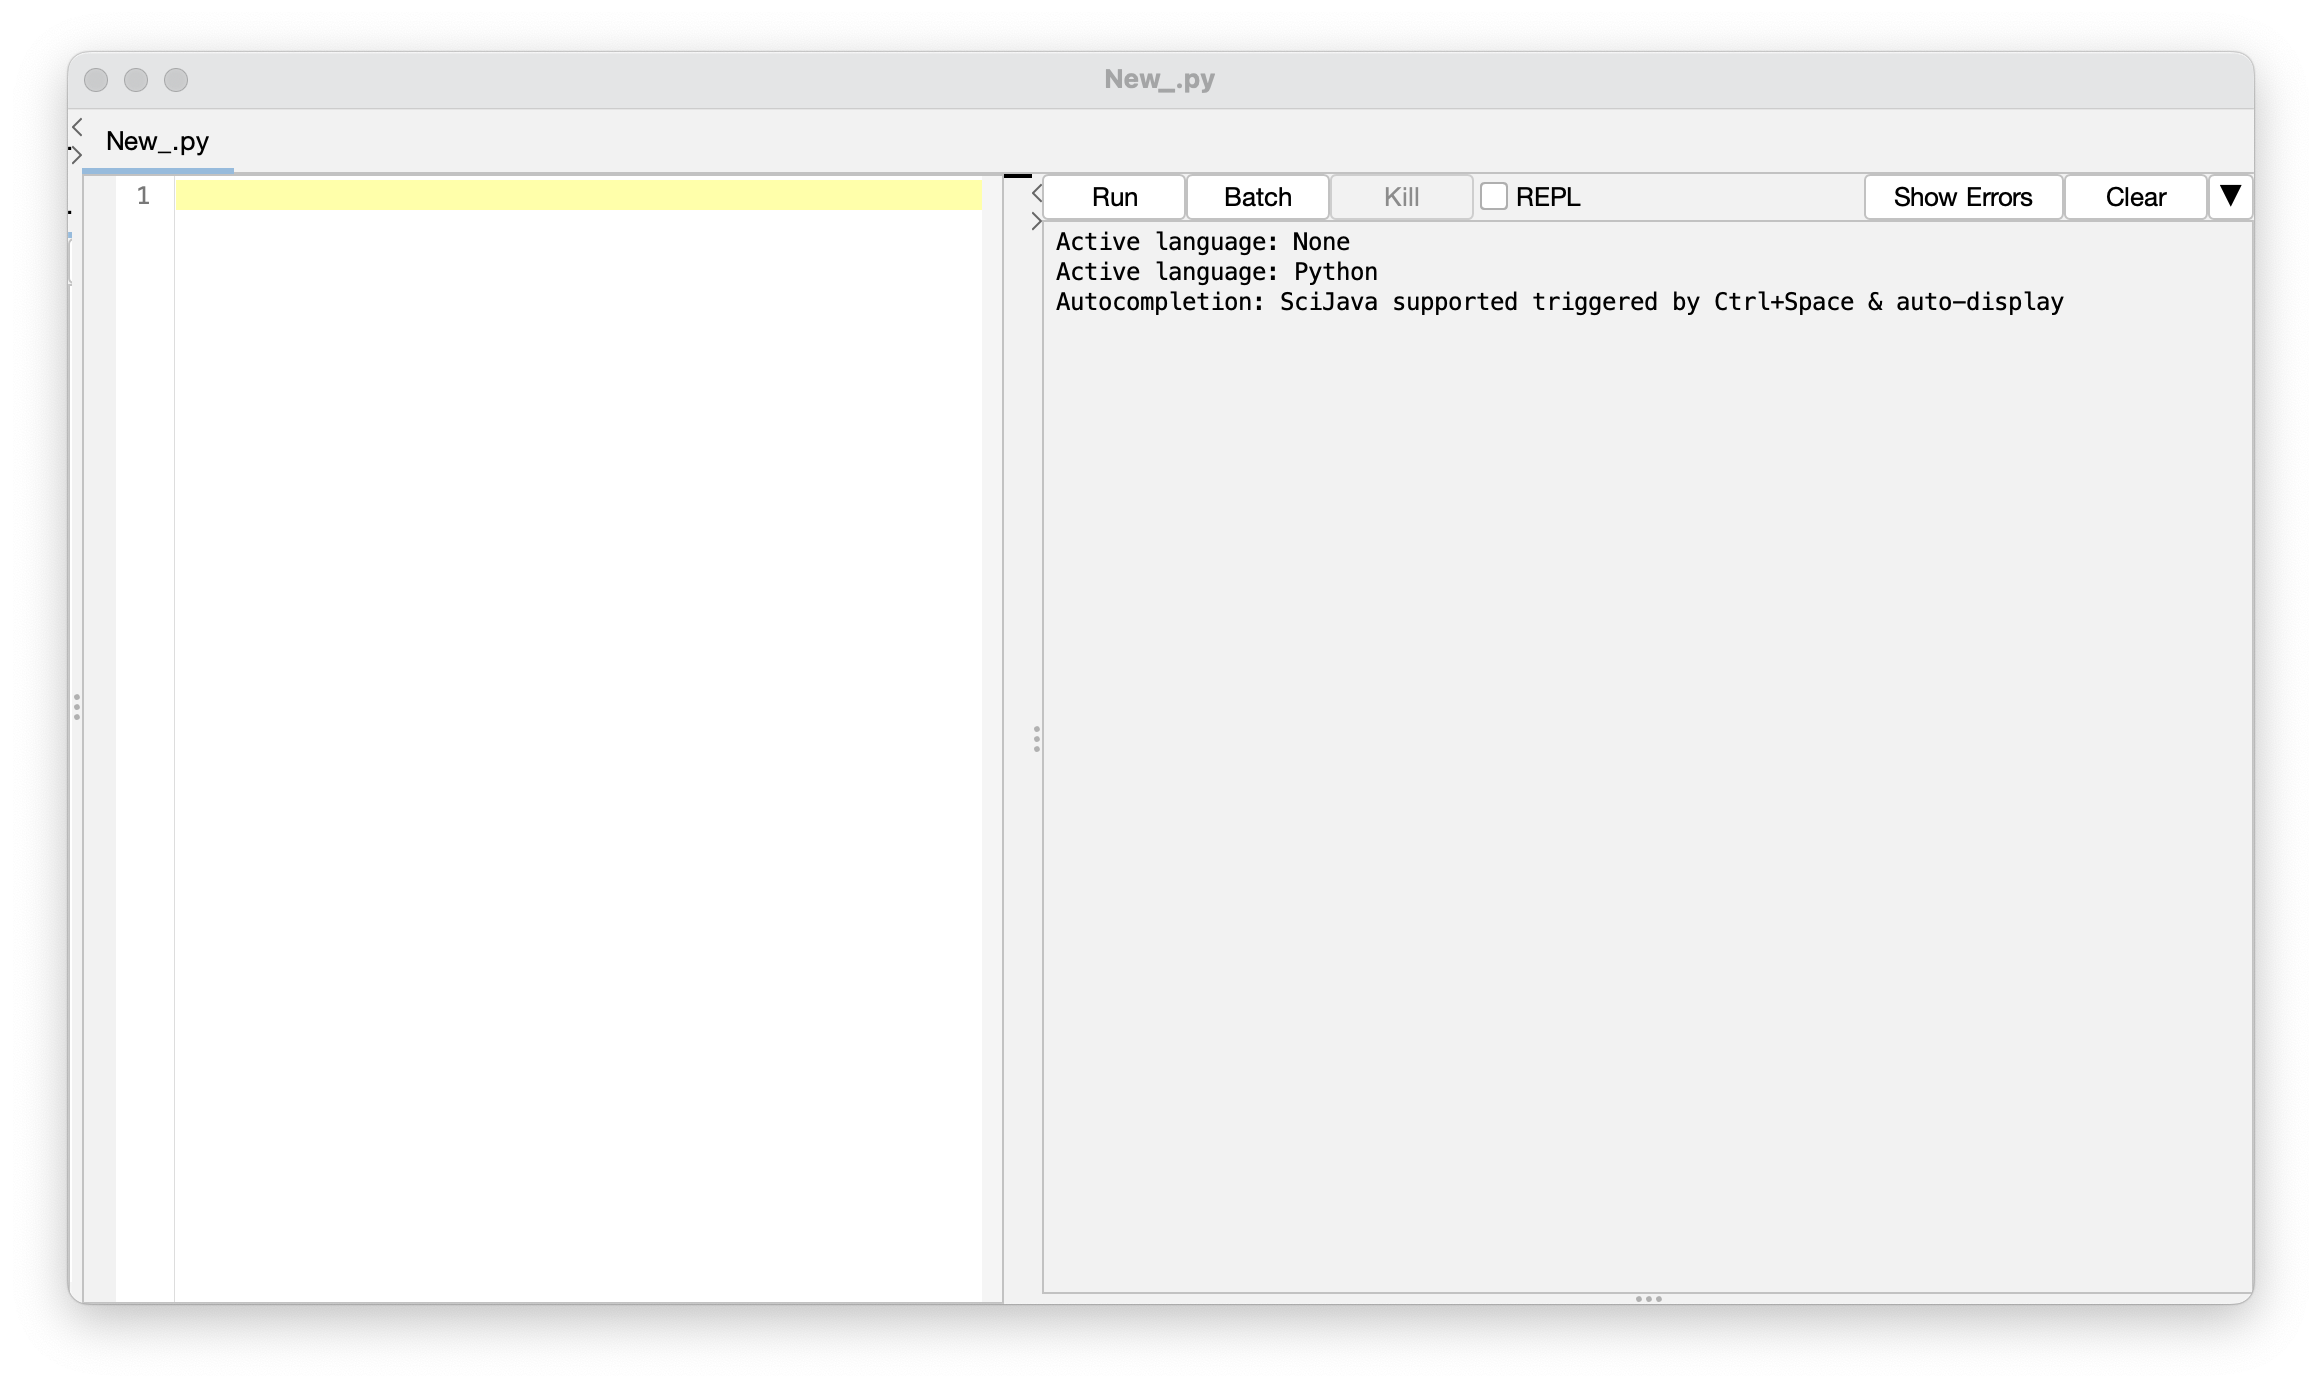 New_.py
New_.py
1
Run Batch Kill REPL Show Errors Clear
Active language: None
Active language: Python
Autocompletion: SciJava supported triggered by Ctrl+Space & auto-display